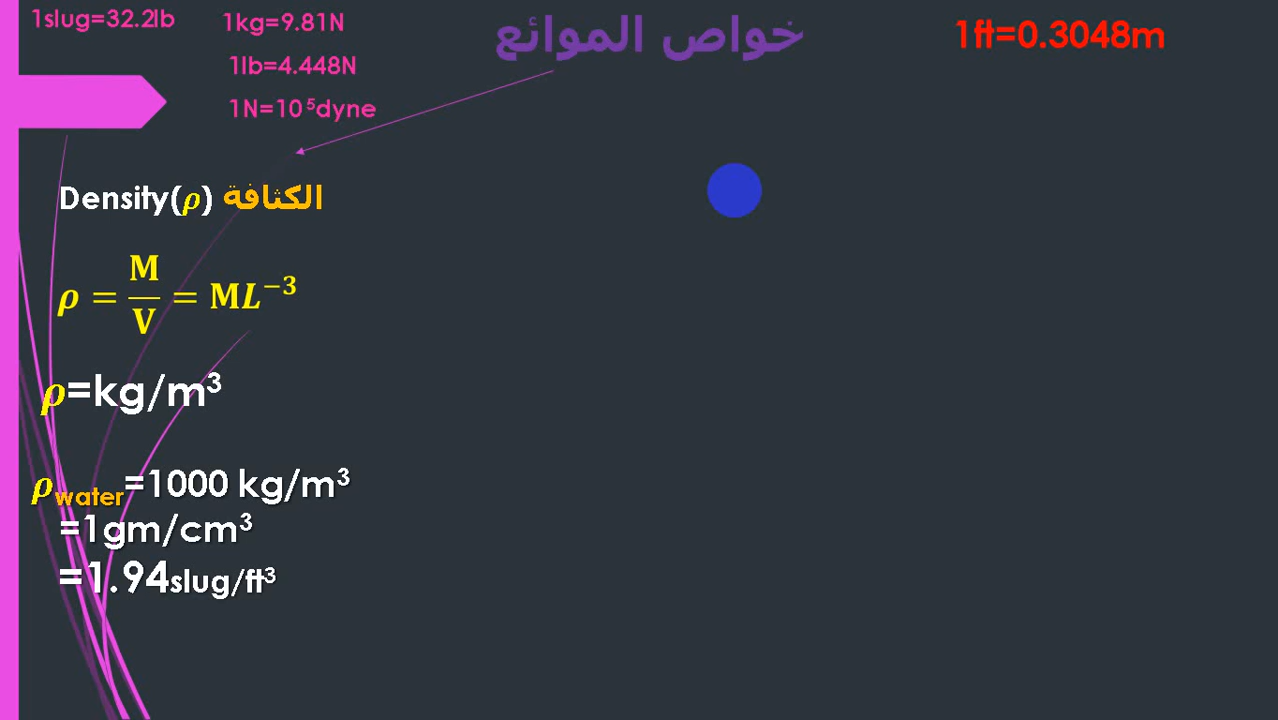 1slug=32.2lb
1kg=9.81N
1lb=4.448N
1N=10⁵dyne
خواص الموائع
1ft=0.3048m
Density(ρ) الكثافة
ρ = M/V = ML⁻³
ρ=kg/m³
ρwater=1000 kg/m³
=1gm/cm³
=1.94slug/ft³